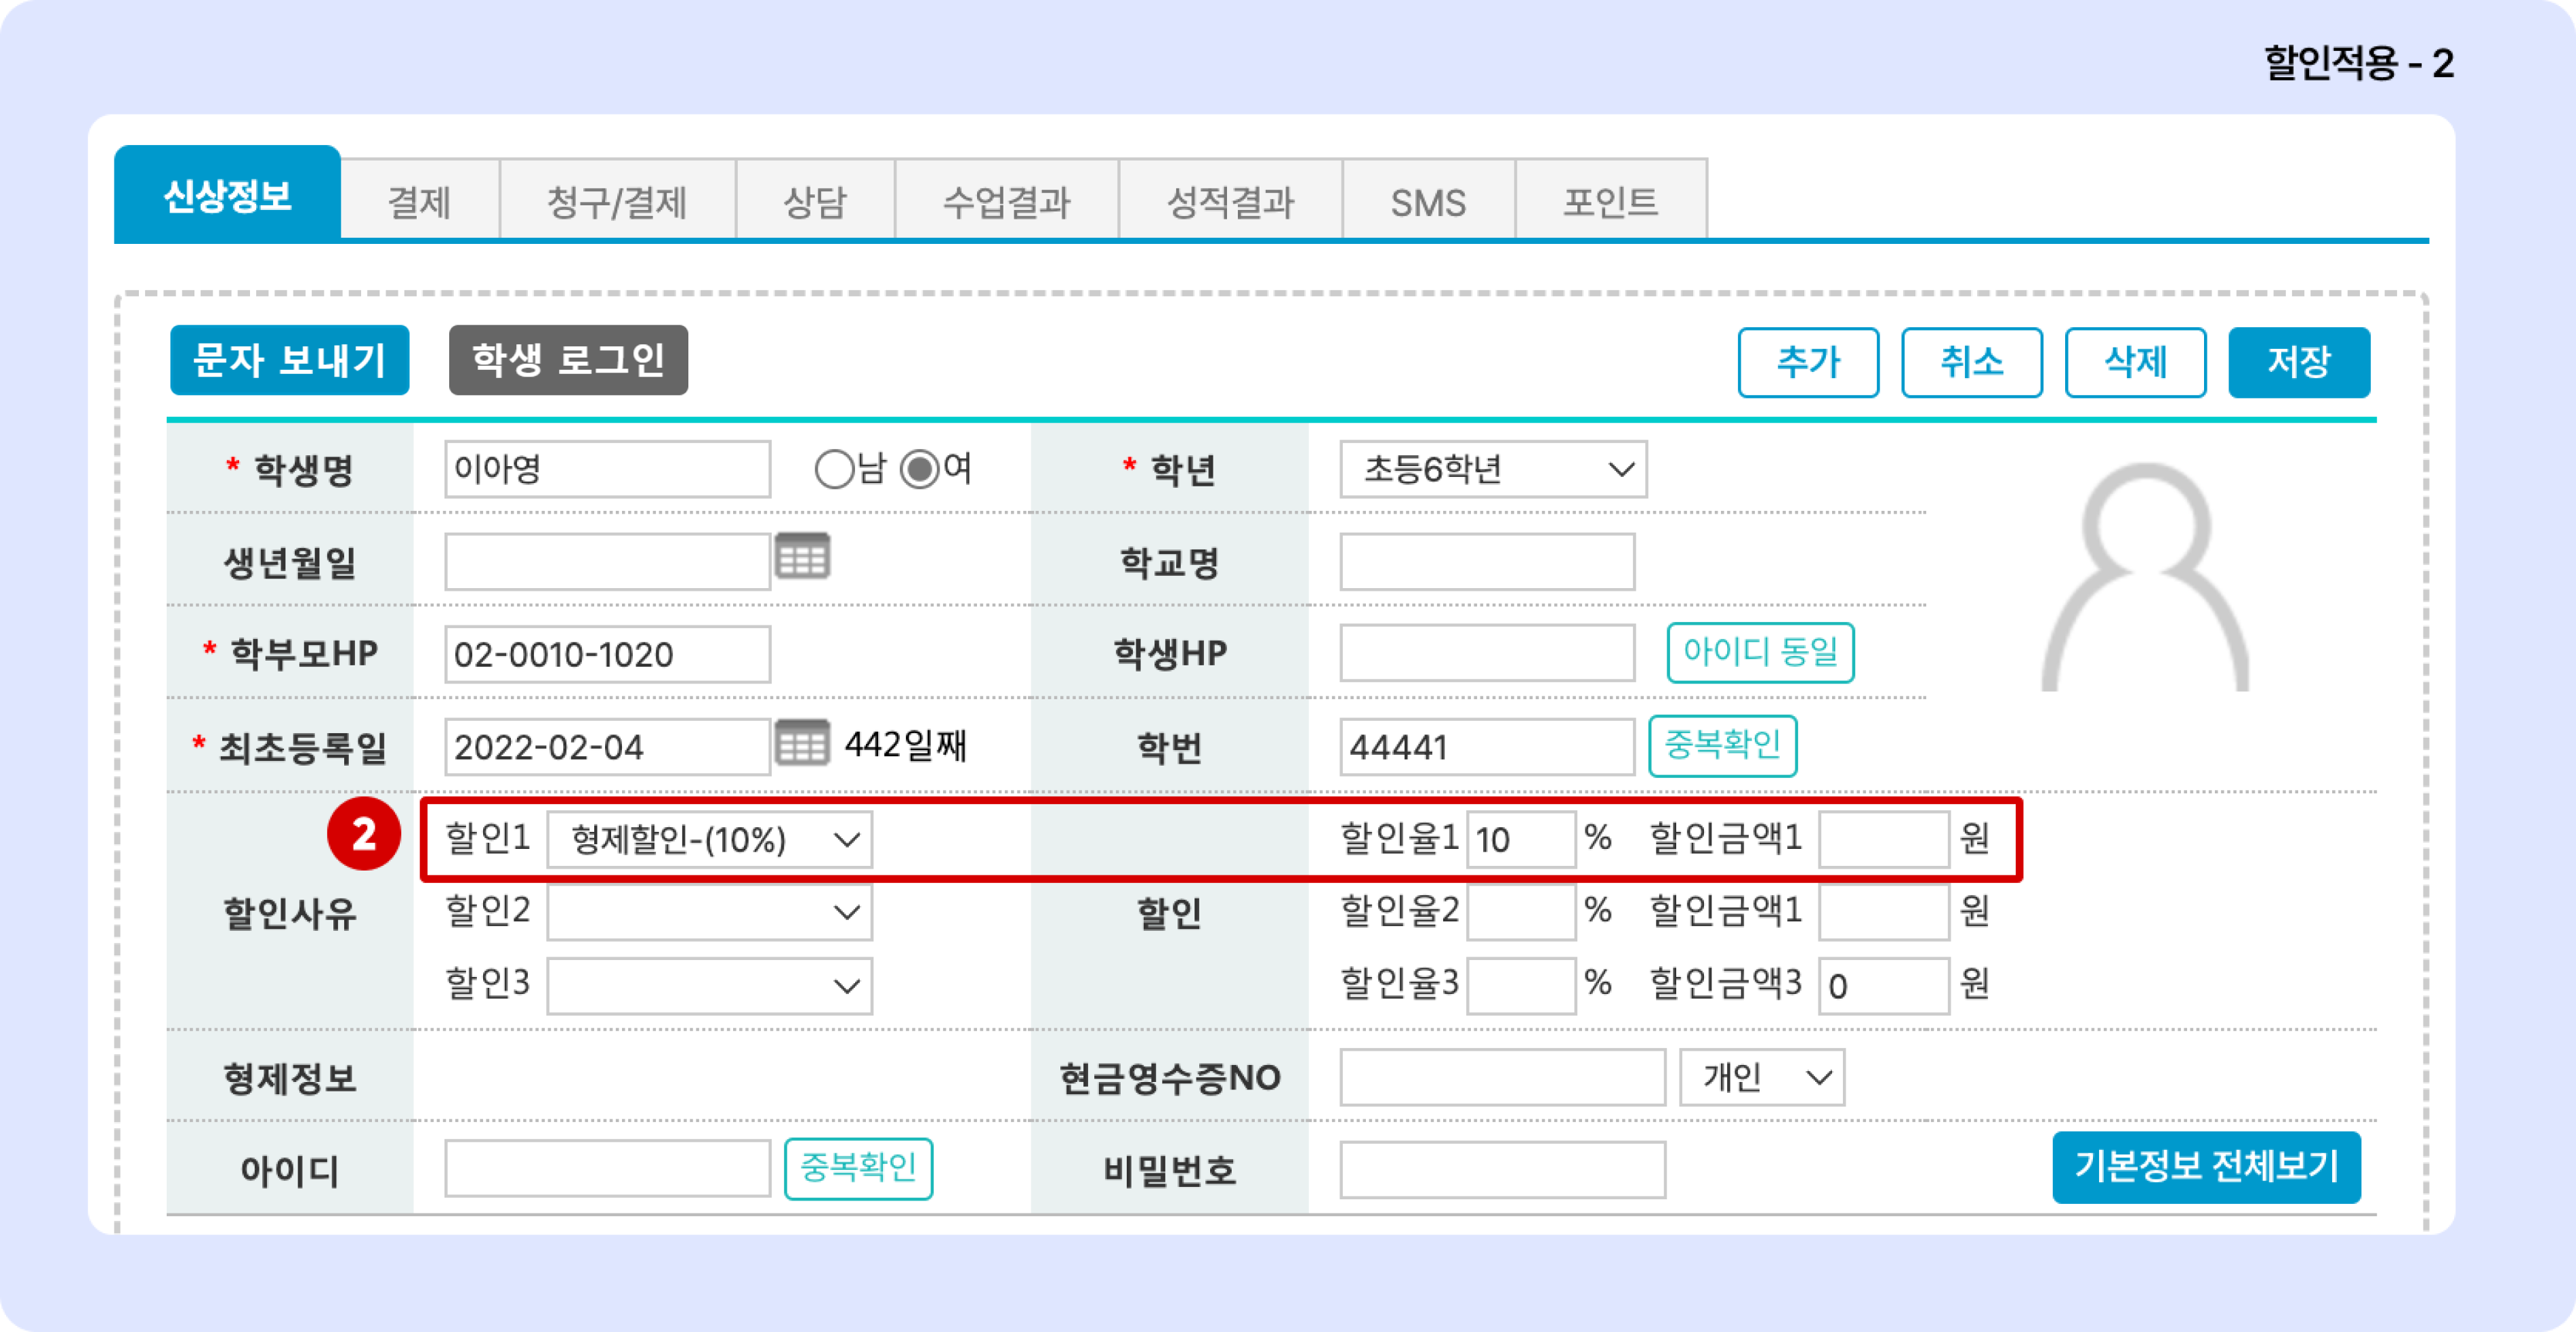 할인적용 - 2
신상정보 결제 청구/결제 상담 수업결과 성적결과 SMS 포인트
문자 보내기 학생 로그인 추가 취소 삭제 저장
* 학생명 이아영 남 여 * 학년 초등6학년
생년월일 학교명
* 학부모HP 02-0010-1020 학생HP 아이디 동일
* 최초등록일 2022-02-04 442일째 학번 44441 중복확인
2 할인1 형제할인-(10%) 할인율1 10 % 할인금액1 원
할인사유 할인2 할인 할인율2 % 할인금액1 원
할인3 할인율3 % 할인금액3 0 원
형제정보 현금영수증NO 개인
아이디 중복확인 비밀번호 기본정보 전체보기